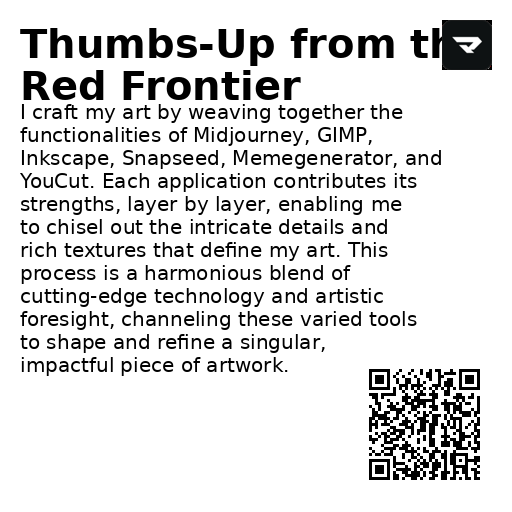 Thumbs-Up from th
Red Frontier
I craft my art by weaving together the
functionalities of Midjourney, GIMP,
Inkscape, Snapseed, Memegenerator, and
YouCut. Each application contributes its
strengths, layer by layer, enabling me
to chisel out the intricate details and
rich textures that define my art. This
process is a harmonious blend of
cutting-edge technology and artistic
foresight, channeling these varied tools
to shape and refine a singular,
impactful piece of artwork.